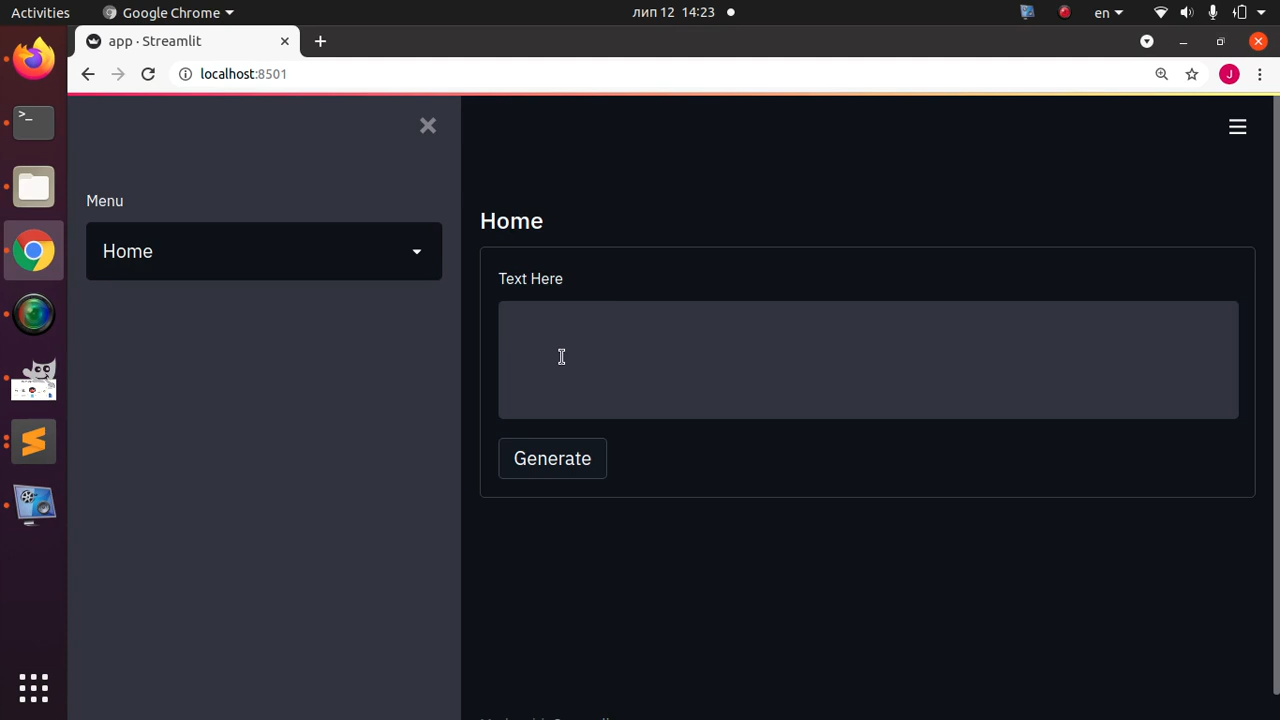 Activities
Google Chrome
лип 12 14:23
en
app · Streamlit
localhost:8501
J
Menu
Home
Home
Text Here
Generate